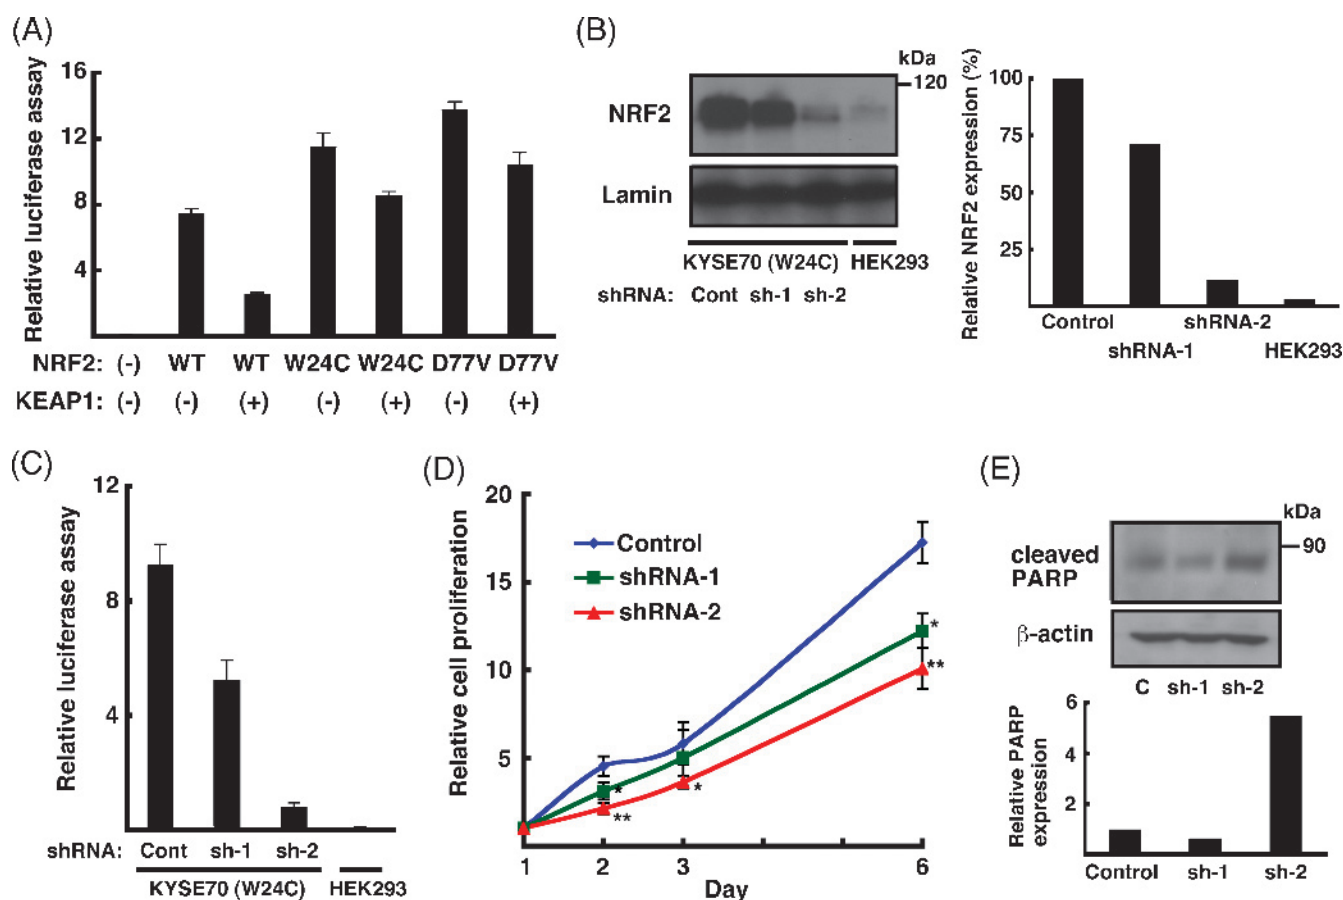 (A)
Relative luciferase assay
16
12
8
4
NRF2: (-) WT WT W24C W24C D77V D77V
KEAP1: (-) (-) (+) (-) (+) (-) (+)
(B)
kDa
120
NRF2
Lamin
KYSE70 (W24C) HEK293
shRNA: Cont sh-1 sh-2
Relative NRF2 expression (%)
100
75
50
25
Control shRNA-2
shRNA-1 HEK293
(C)
Relative luciferase assay
12
8
4
shRNA: Cont sh-1 sh-2
KYSE70 (W24C) HEK293
(D)
Relative cell proliferation
20
15
10
5
Control
shRNA-1
shRNA-2
*
**
*
*
**
1 2 3 6
Day
(E)
kDa
90
cleaved
PARP
β-actin
C sh-1 sh-2
Relative PARP
expression
6
4
2
Control sh-1 sh-2